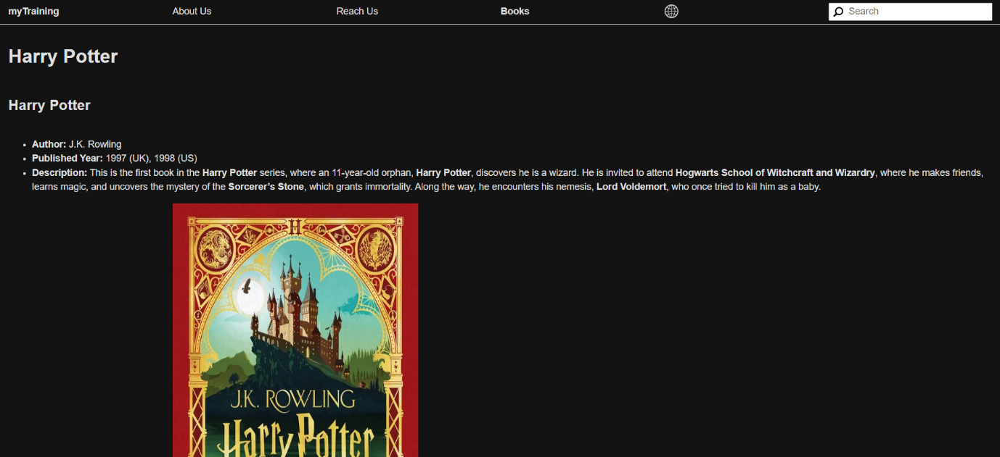 myTraining About Us Reach Us Books Search
Harry Potter
Harry Potter
• Author: J.K. Rowling
• Published Year: 1997 (UK), 1998 (US)
• Description: This is the first book in the Harry Potter series, where an 11-year-old orphan, Harry Potter, discovers he is a wizard. He is invited to attend Hogwarts School of Witchcraft and Wizardry, where he makes friends,
learns magic, and uncovers the mystery of the Sorcerer’s Stone, which grants immortality. Along the way, he encounters his nemesis, Lord Voldemort, who once tried to kill him as a baby.
H
J.K. ROWLING
Harry Potter